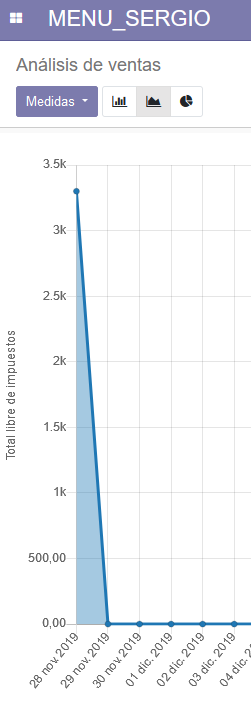 MENU_SERGIO
Análisis de ventas
Medidas
3.5k
3k
2.5k
2k
1.5k
1k
500,00
0,00
Total libre de impuestos
28 nov. 2019
29 nov. 2019
30 nov. 2019
01 dic. 2019
02 dic. 2019
03 dic. 2019
04 dic.